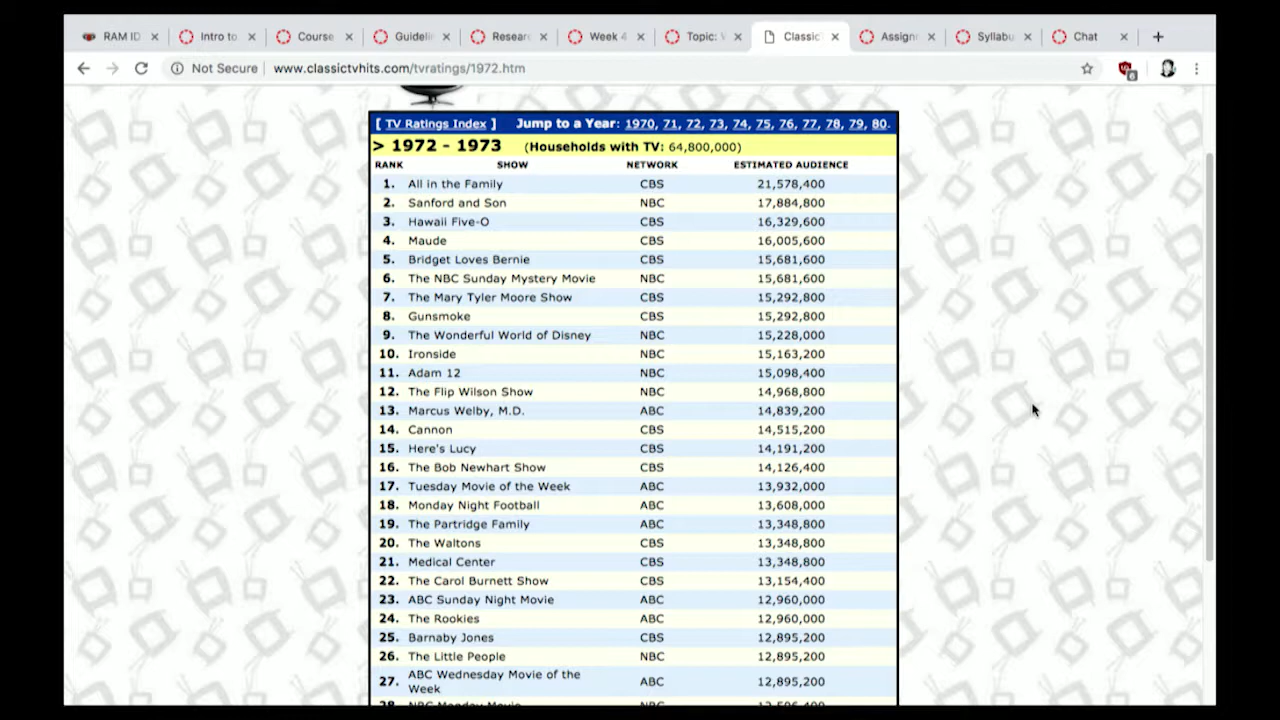 RAM ID
Intro to
Course
Guideli
Resear
Week 4
Topic:
Classic
Assign
Syllabu
Chat
Not Secure www.classictvhits.com/tvratings/1972.htm
[ TV Ratings Index ] Jump to a Year: 1970, 71, 72, 73, 74, 75, 76, 77, 78, 79, 80.
> 1972 - 1973 (Households with TV: 64,800,000)
RANK SHOW NETWORK ESTIMATED AUDIENCE
1. All in the Family CBS 21,578,400
2. Sanford and Son NBC 17,884,800
3. Hawaii Five-O CBS 16,329,600
4. Maude CBS 16,005,600
5. Bridget Loves Bernie CBS 15,681,600
6. The NBC Sunday Mystery Movie NBC 15,681,600
7. The Mary Tyler Moore Show CBS 15,292,800
8. Gunsmoke CBS 15,292,800
9. The Wonderful World of Disney NBC 15,228,000
10. Ironside NBC 15,163,200
11. Adam 12 NBC 15,098,400
12. The Flip Wilson Show NBC 14,968,800
13. Marcus Welby, M.D. ABC 14,839,200
14. Cannon CBS 14,515,200
15. Here's Lucy CBS 14,191,200
16. The Bob Newhart Show CBS 14,126,400
17. Tuesday Movie of the Week ABC 13,932,000
18. Monday Night Football ABC 13,608,000
19. The Partridge Family ABC 13,348,800
20. The Waltons CBS 13,348,800
21. Medical Center CBS 13,348,800
22. The Carol Burnett Show CBS 13,154,400
23. ABC Sunday Night Movie ABC 12,960,000
24. The Rookies ABC 12,960,000
25. Barnaby Jones CBS 12,895,200
26. The Little People NBC 12,895,200
27. ABC Wednesday Movie of the
Week ABC 12,895,200
28. NBC Monday Movie NBC